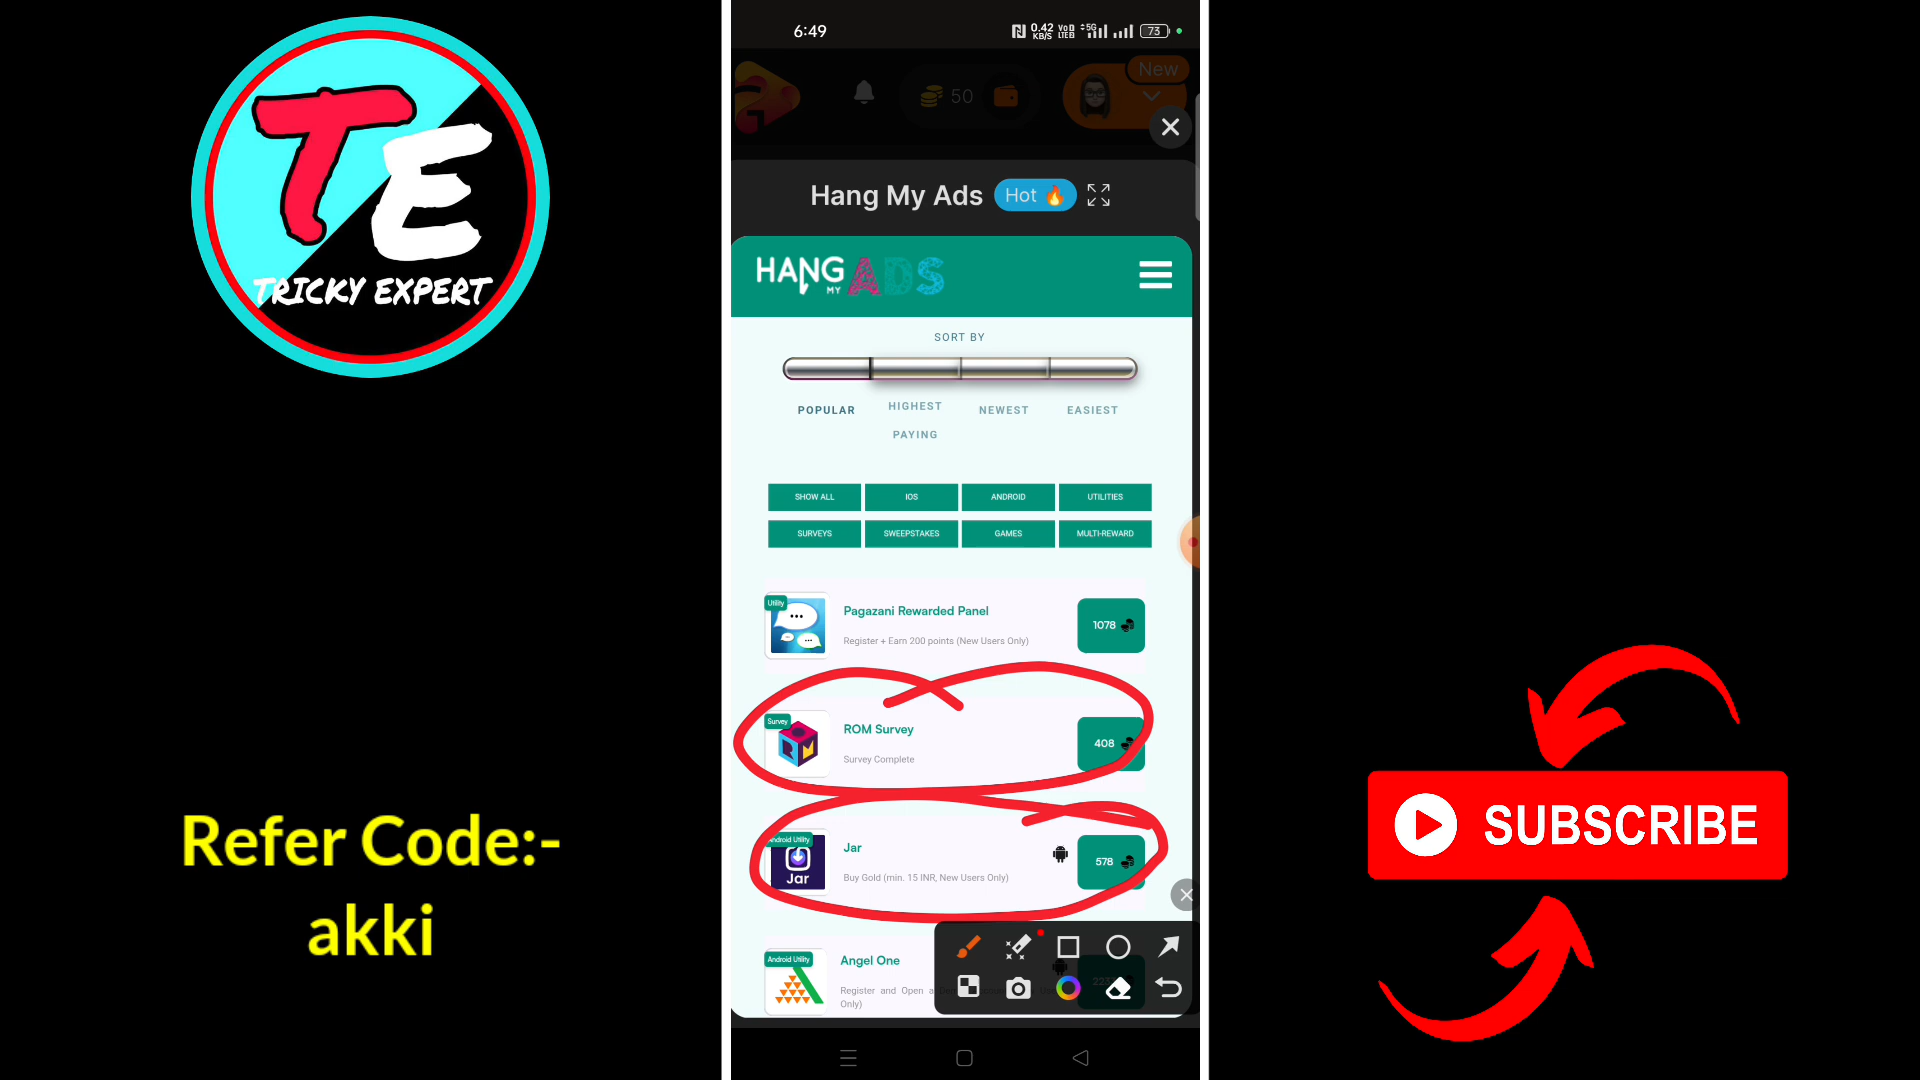 TE
TRICKY EXPERT
Refer Code:-
akki
6:49
0.42 KB/S
5G
73
New
50
Hang My Ads Hot
HANG MY ADS
SORT BY
POPULAR
HIGHEST PAYING
NEWEST
EASIEST
SHOW ALL
IOS
ANDROID
UTILITIES
SURVEYS
SWEEPSTAKES
GAMES
MULTI-REWARD
Utility
Pagazani Rewarded Panel
Register + Earn 200 points (New Users Only)
1078
Survey
ROM Survey
Survey Complete
408
Android Utility
Jar
Jar
Buy Gold (min. 15 INR, New Users Only)
578
Android Utility
Angel One
Register and Open a
Only)
SUBSCRIBE